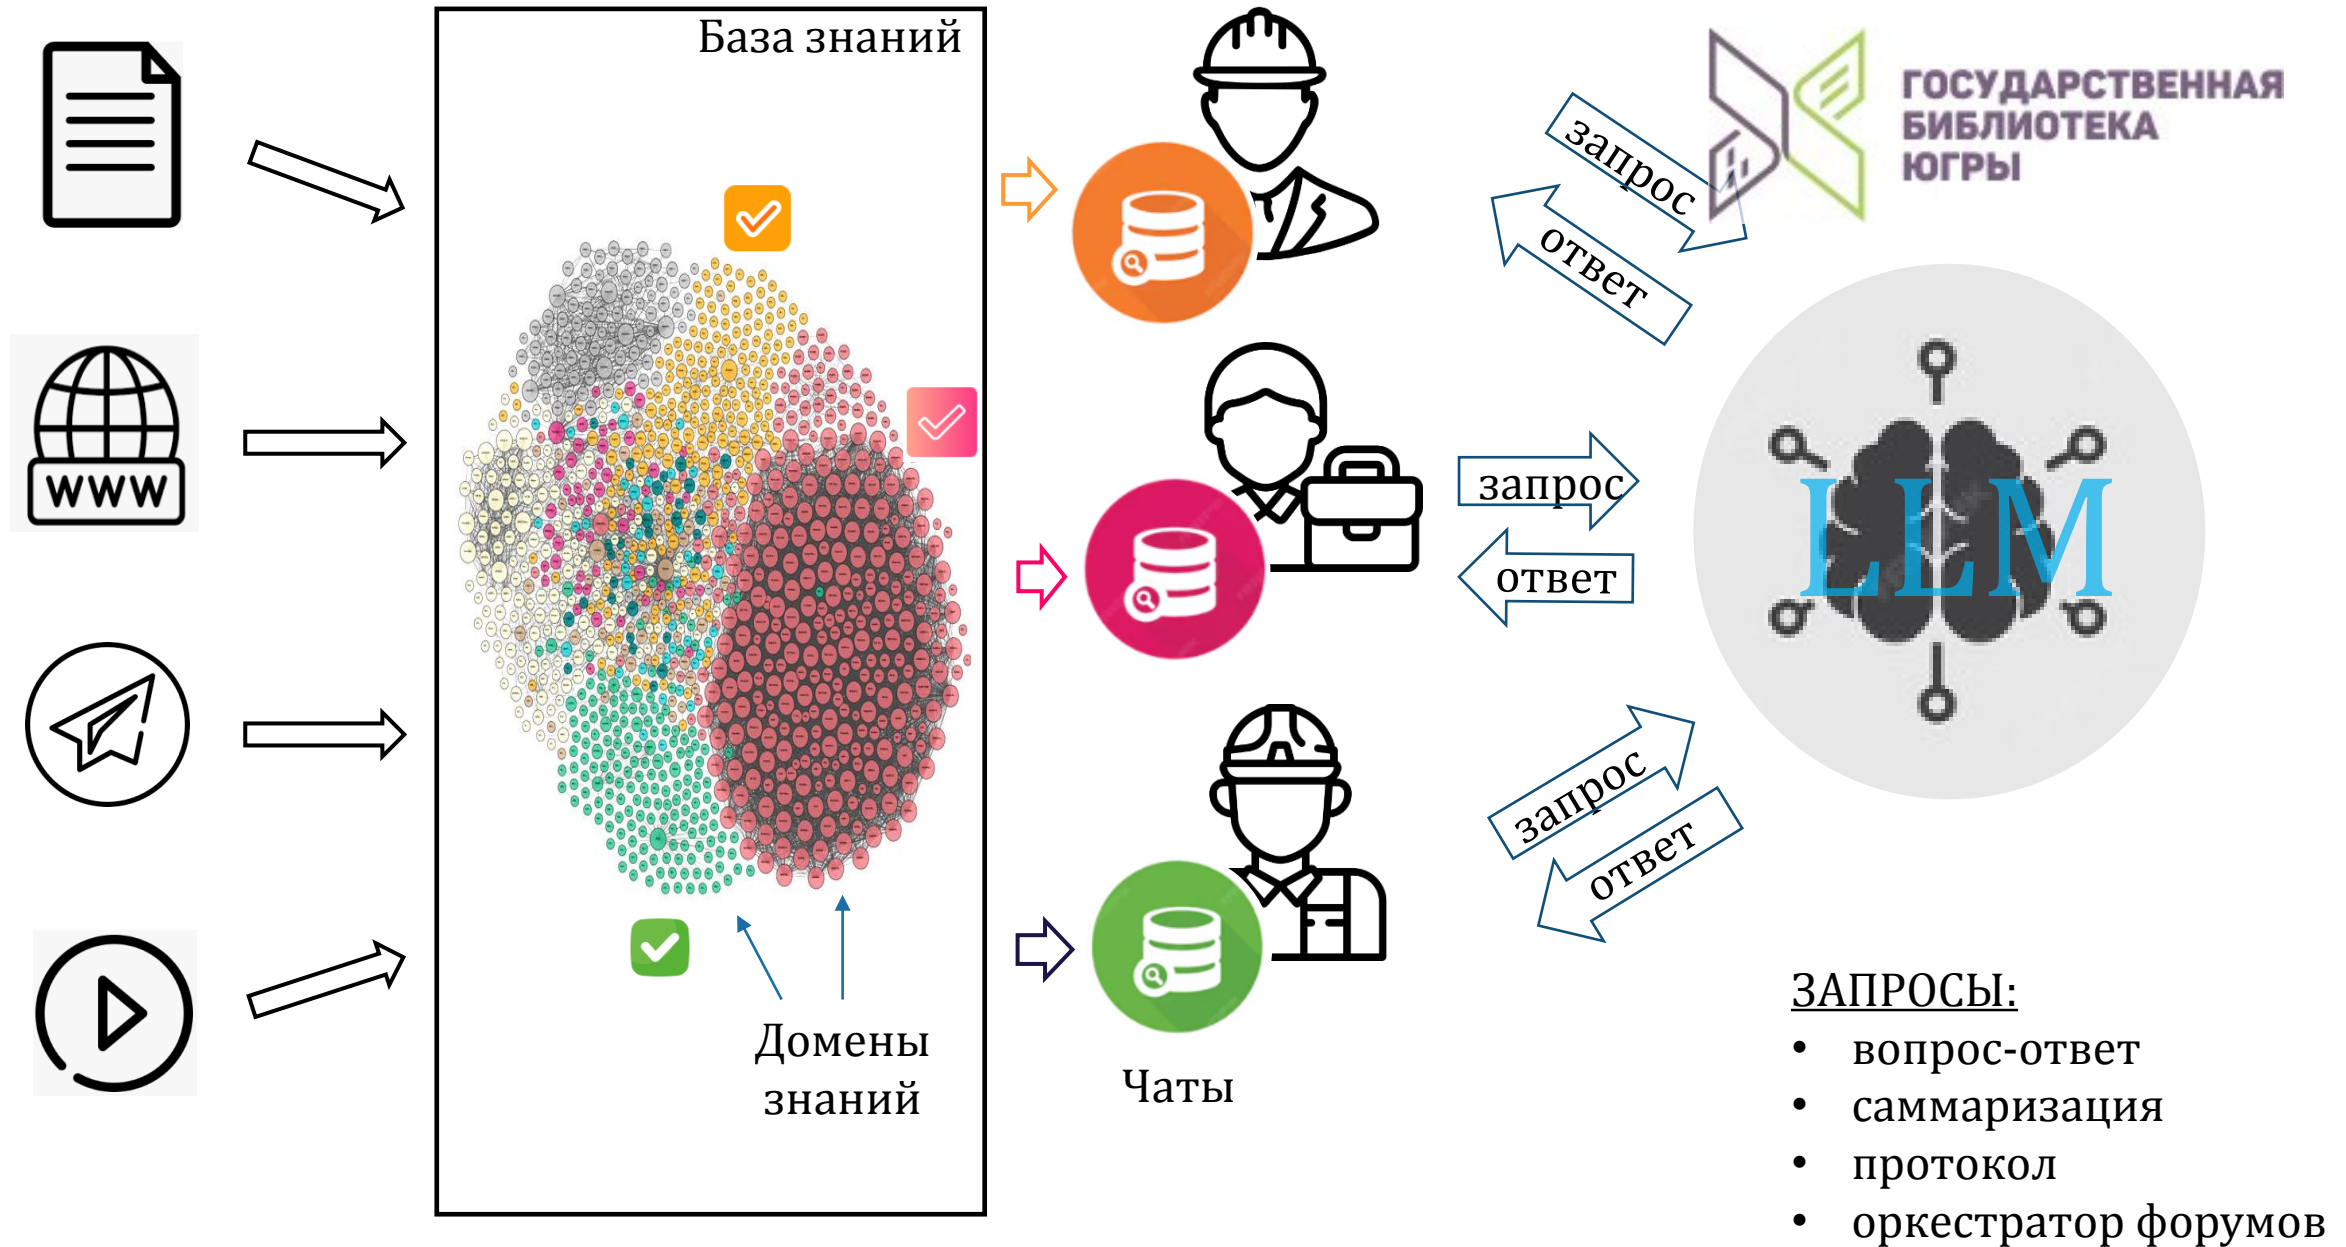 База знаний
ГОСУДАРСТВЕННАЯ
БИБЛИОТЕКА
ЮГРЫ
WWW
запрос
ответ
запрос
ответ
запрос
ответ
LLM
Домены
знаний
Чаты
ЗАПРОСЫ:
• вопрос-ответ
• саммаризация
• протокол
• оркестратор форумов